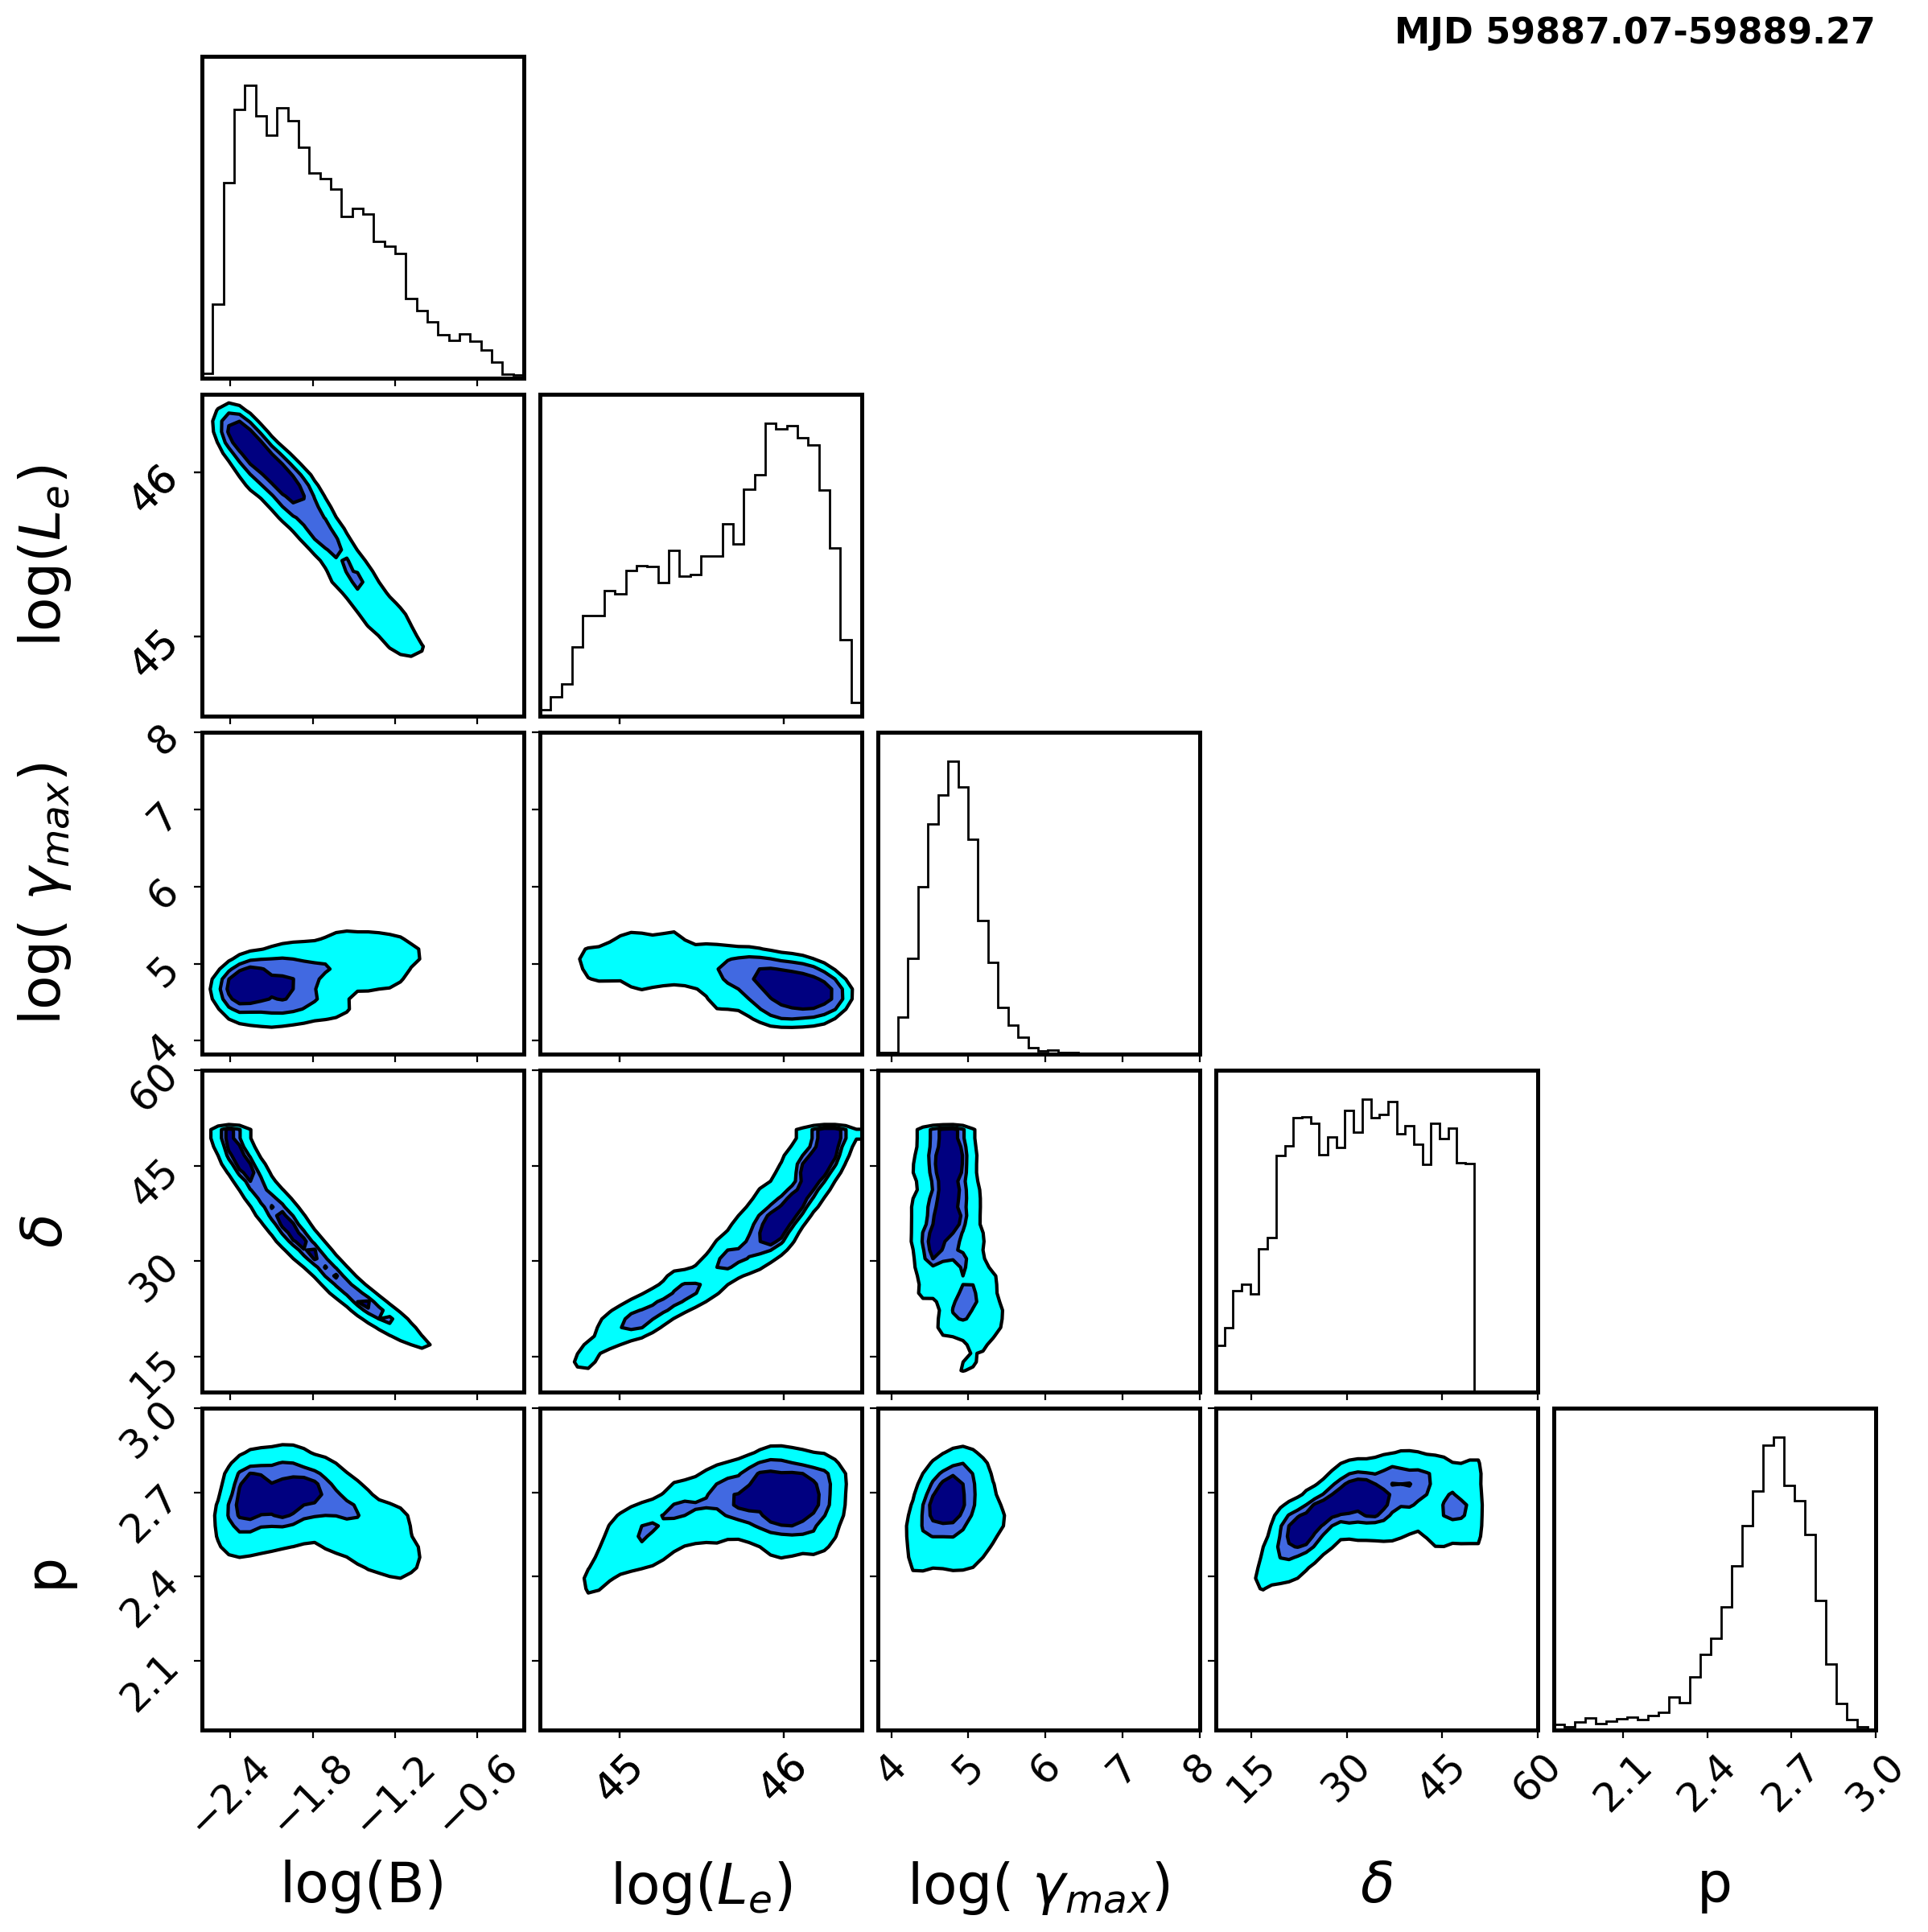 MJD 59887.07-59889.27
log(Lₑ)
46
45
log( γₘₐₓ)
8
7
6
5
4
δ
60
45
30
15
p
3.0
2.7
2.4
2.1
−2.4 −1.8 −1.2 −0.6 45 46 4 5 6 7 8 15 30 45 60 2.1 2.4 2.7 3.0
log(B) log(Lₑ) log( γₘₐₓ) δ p